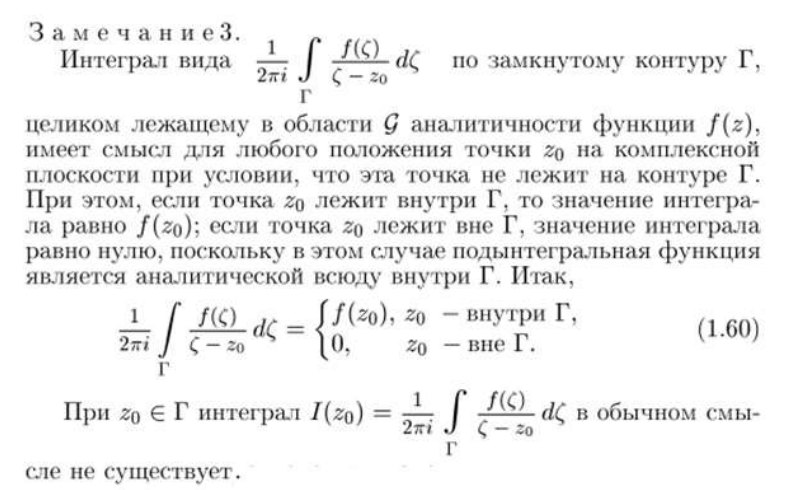 З а м е ч а н и е 3.
Интеграл вида $\frac{1}{2\pi i} \int\limits_{\Gamma} \frac{f(\zeta)}{\zeta - z_0} d\zeta$ по замкнутому контуру Γ,
целиком лежащему в области $\mathcal{G}$ аналитичности функции $f(z)$,
имеет смысл для любого положения точки $z_0$ на комплексной
плоскости при условии, что эта точка не лежит на контуре Γ.
При этом, если точка $z_0$ лежит внутри Γ, то значение интегра-
ла равно $f(z_0)$; если точка $z_0$ лежит вне Γ, значение интеграла
равно нулю, поскольку в этом случае подынтегральная функция
является аналитической всюду внутри Γ. Итак,
$\frac{1}{2\pi i} \int\limits_{\Gamma} \frac{f(\zeta)}{\zeta - z_0} d\zeta = \begin{cases} f(z_0), & z_0 \text{ – внутри } \Gamma, \\ 0, & z_0 \text{ – вне } \Gamma. \end{cases}$ (1.60)
При $z_0 \in \Gamma$ интеграл $I(z_0) = \frac{1}{2\pi i} \int\limits_{\Gamma} \frac{f(\zeta)}{\zeta - z_0} d\zeta$ в обычном смы-
сле не существует.